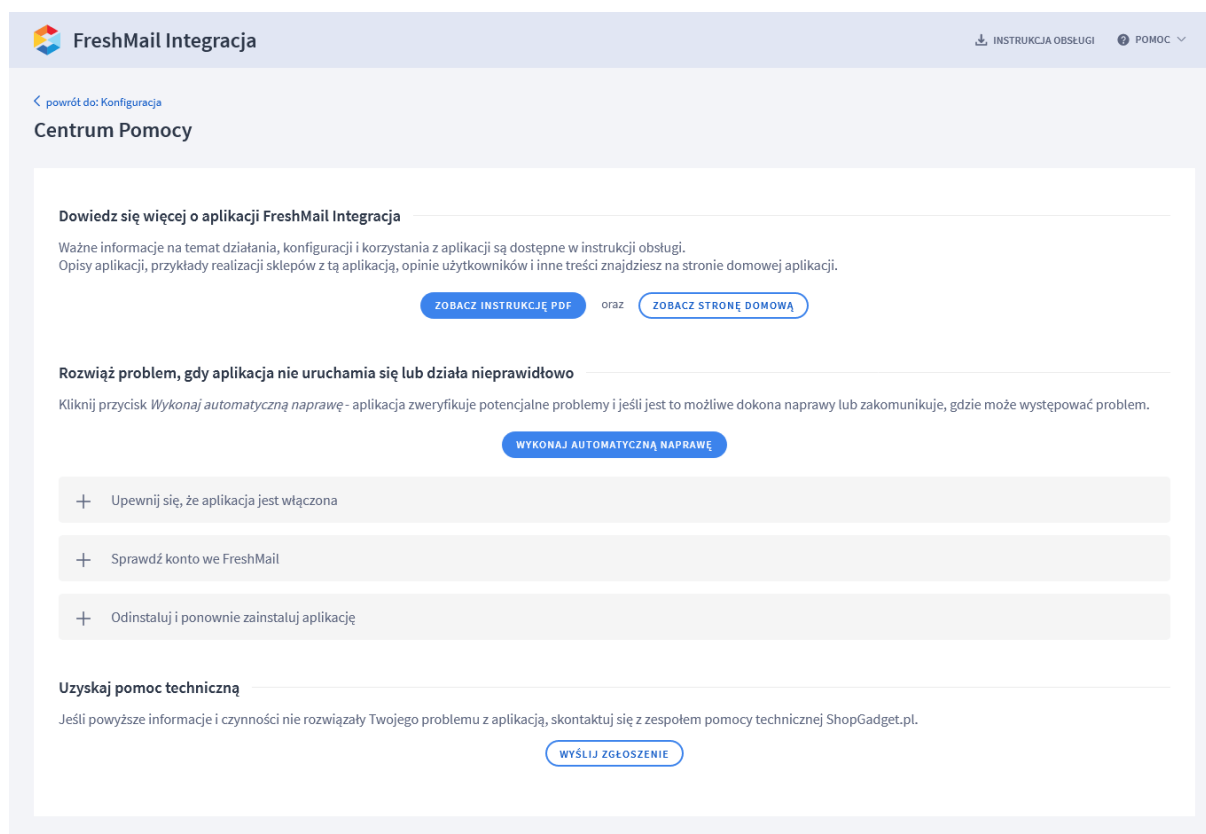 FreshMail Integracja
INSTRUKCJA OBSŁUGI
POMOC
powrót do: Konfiguracja
Centrum Pomocy
Dowiedz się więcej o aplikacji FreshMail Integracja
Ważne informacje na temat działania, konfiguracji i korzystania z aplikacji są dostępne w instrukcji obsługi.
Opisy aplikacji, przykłady realizacji sklepów z tą aplikacją, opinie użytkowników i inne treści znajdziesz na stronie domowej aplikacji.
ZOBACZ INSTRUKCJĘ PDF oraz ZOBACZ STRONĘ DOMOWĄ
Rozwiąż problem, gdy aplikacja nie uruchamia się lub działa nieprawidłowo
Kliknij przycisk Wykonaj automatyczną naprawę - aplikacja zweryfikuje potencjalne problemy i jeśli jest to możliwe dokona naprawy lub zakomunikuje, gdzie może występować problem.
WYKONAJ AUTOMATYCZNĄ NAPRAWĘ
Upewnij się, że aplikacja jest włączona
Sprawdź konto we FreshMail
Odinstaluj i ponownie zainstaluj aplikację
Uzyskaj pomoc techniczną
Jeśli powyższe informacje i czynności nie rozwiązały Twojego problemu z aplikacją, skontaktuj się z zespołem pomocy technicznej ShopGadget.pl.
WYŚLIJ ZGŁOSZENIE